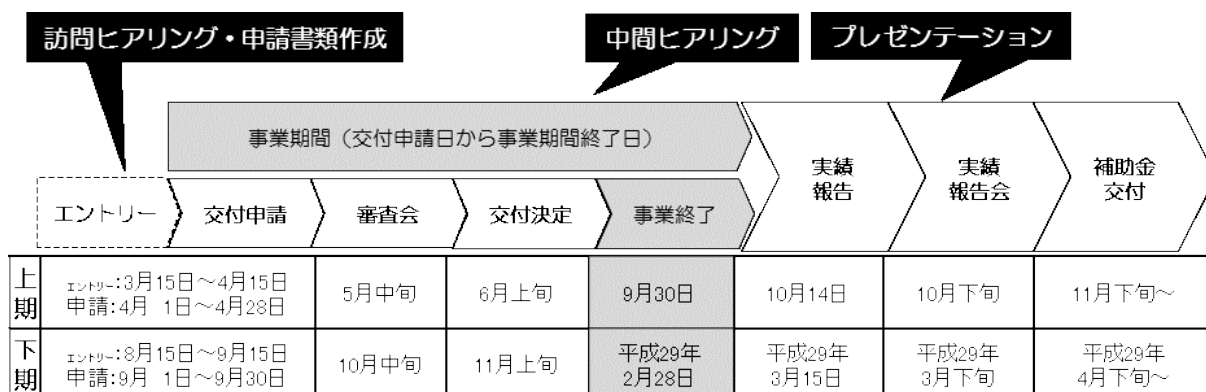 訪問ヒアリング・申請書類作成
中間ヒアリング
プレゼンテーション
事業期間（交付申請日から事業期間終了日）
エントリー
交付申請
審査会
交付決定
事業終了
実績
報告
実績
報告会
補助金
交付
上
期
エントリー:3月15日～4月15日
申請:4月 1日～4月28日
5月中旬
6月上旬
9月30日
10月14日
10月下旬
11月下旬～
下
期
エントリー:8月15日～9月15日
申請:9月 1日～9月30日
10月中旬
11月上旬
平成29年
2月28日
平成29年
3月15日
平成29年
3月下旬
平成29年
4月下旬～